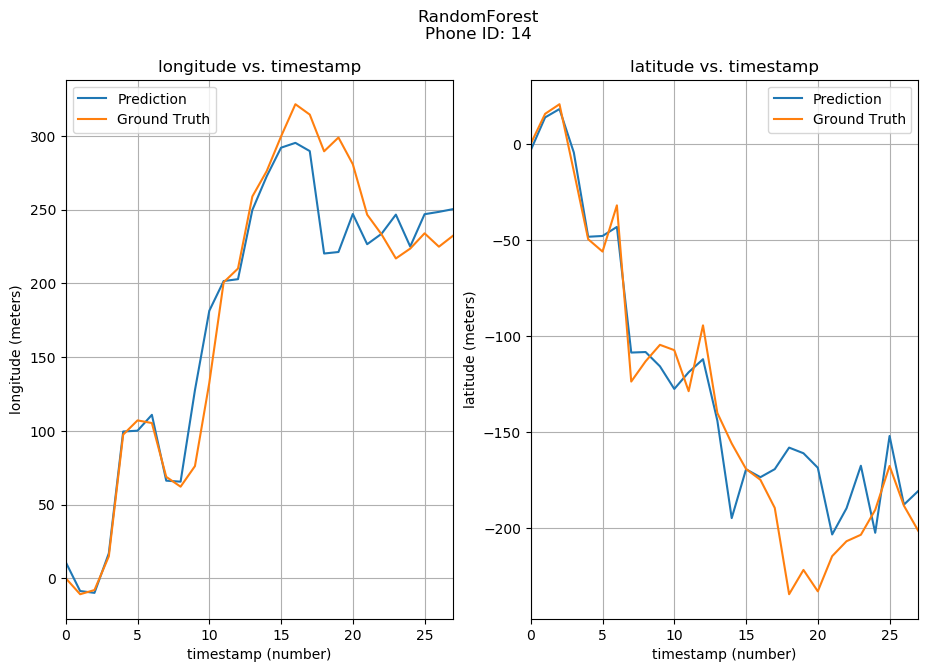 RandomForest
Phone ID: 14
longitude vs. timestamp
Prediction
Ground Truth
300
250
200
150
100
50
0
longitude (meters)
0 5 10 15 20 25
timestamp (number)
latitude vs. timestamp
Prediction
Ground Truth
0
−50
−100
−150
−200
latitude (meters)
0 5 10 15 20 25
timestamp (number)